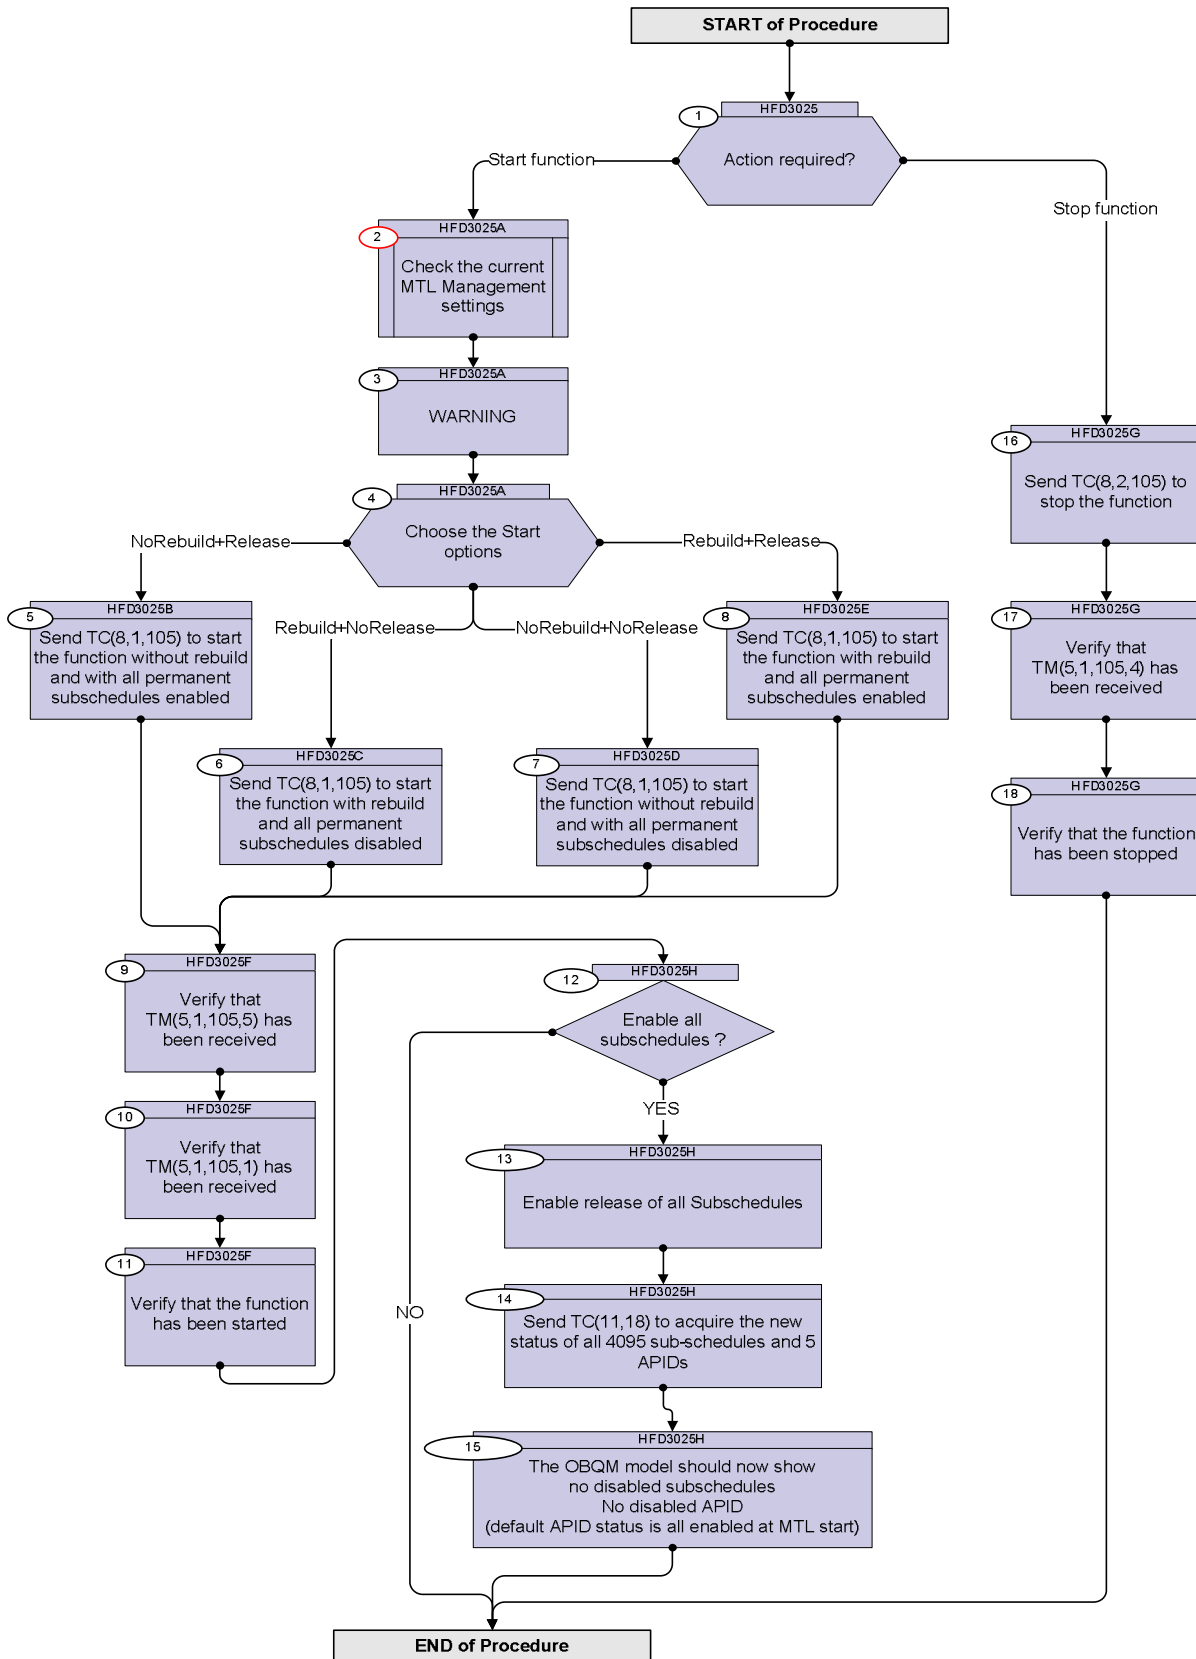 START of Procedure
HFD3025
1
Action required?
Start function
Stop function
HFD3025A
2
Check the current
MTL Management
settings
HFD3025A
3
WARNING
HFD3025A
4
Choose the Start
options
NoRebuild+Release
Rebuild+Release
Rebuild+NoRelease
NoRebuild+NoRelease
HFD3025B
5
Send TC(8,1,105) to start
the function without rebuild
and with all permanent
subschedules enabled
HFD3025C
6
Send TC(8,1,105) to start
the function with rebuild
and all permanent
subschedules disabled
HFD3025D
7
Send TC(8,1,105) to start
the function without rebuild
and with all permanent
subschedules disabled
HFD3025E
8
Send TC(8,1,105) to start
the function with rebuild
and all permanent
subschedules enabled
HFD3025F
9
Verify that
TM(5,1,105,5) has
been received
HFD3025F
10
Verify that
TM(5,1,105,1) has
been received
HFD3025F
11
Verify that the function
has been started
HFD3025H
12
Enable all
subschedules ?
YES
NO
HFD3025H
13
Enable release of all Subschedules
HFD3025H
14
Send TC(11,18) to acquire the new
status of all 4095 sub-schedules and 5
APIDs
HFD3025H
15
The OBQM model should now show
no disabled subschedules
No disabled APID
(default APID status is all enabled at MTL start)
HFD3025G
16
Send TC(8,2,105) to
stop the function
HFD3025G
17
Verify that
TM(5,1,105,4) has
been received
HFD3025G
18
Verify that the function
has been stopped
END of Procedure